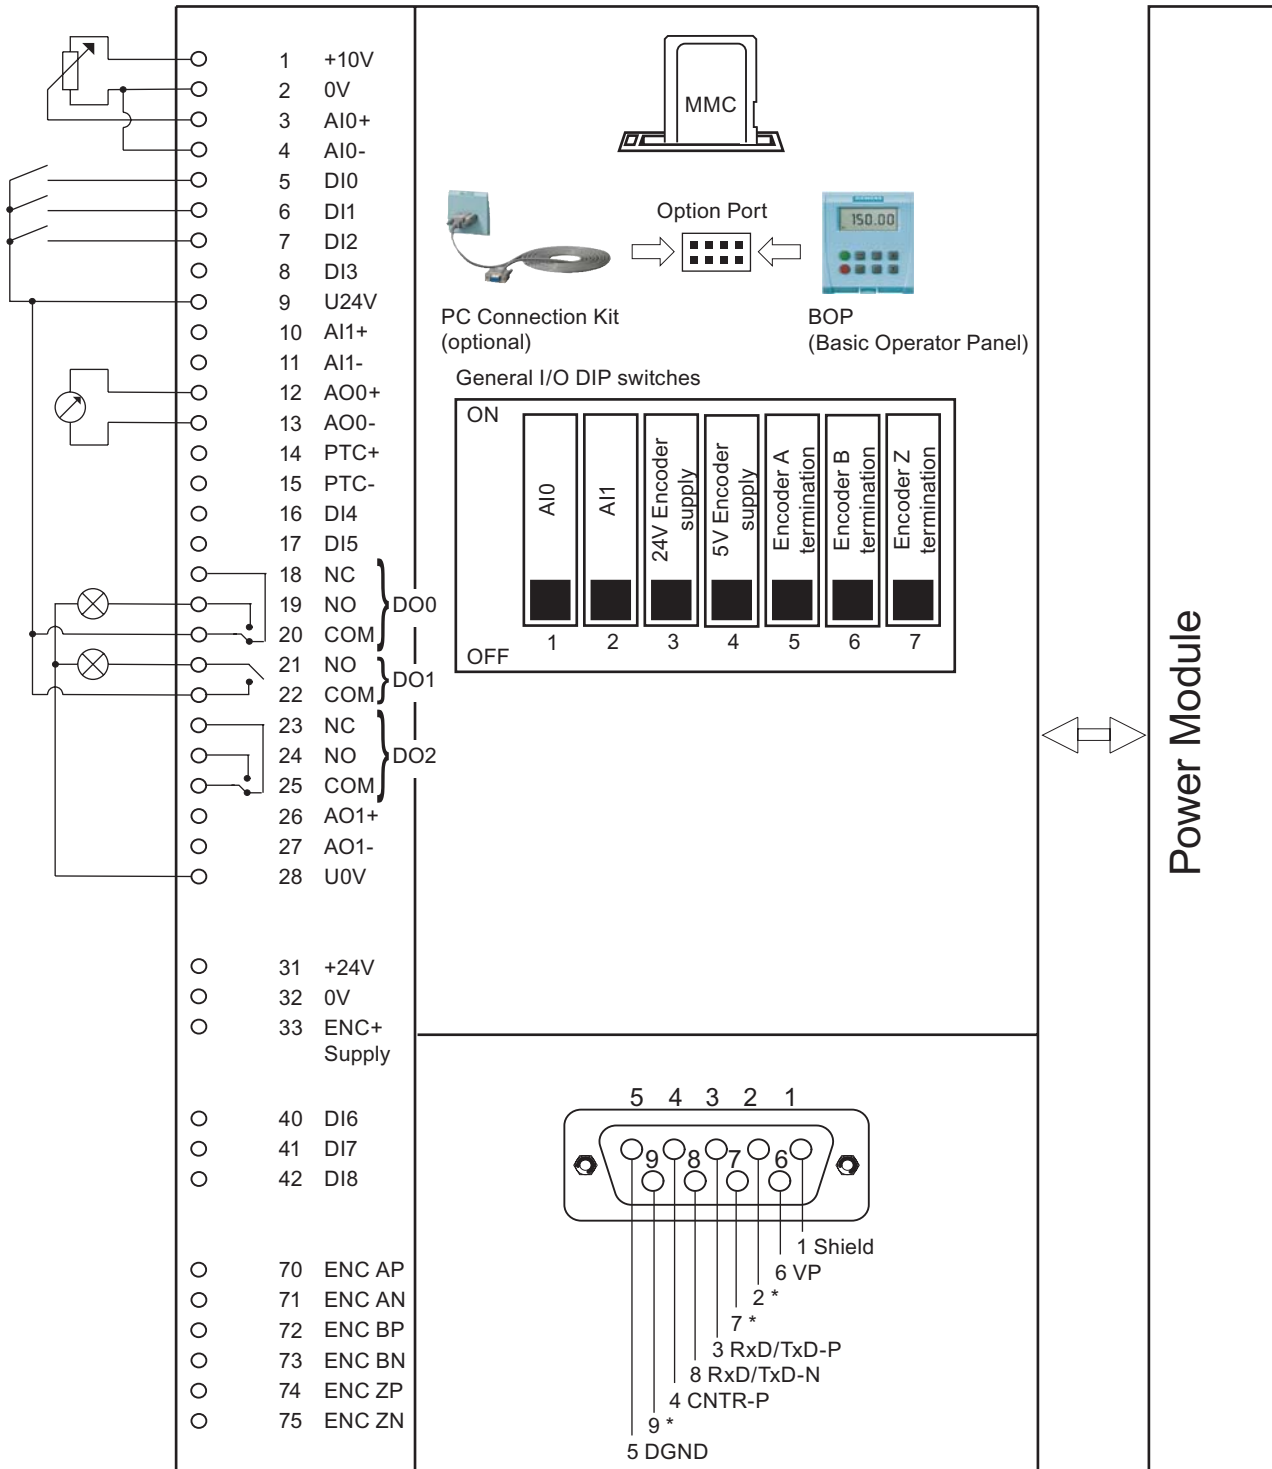 1 +10V
2 0V
3 AI0+
4 AI0-
5 DI0
6 DI1
7 DI2
8 DI3
9 U24V
10 AI1+
11 AI1-
12 AO0+
13 AO0-
14 PTC+
15 PTC-
16 DI4
17 DI5
18 NC
19 NO
20 COM
DO0
21 NO
22 COM
DO1
23 NC
24 NO
25 COM
DO2
26 AO1+
27 AO1-
28 U0V
31 +24V
32 0V
33 ENC+
Supply
40 DI6
41 DI7
42 DI8
70 ENC AP
71 ENC AN
72 ENC BP
73 ENC BN
74 ENC ZP
75 ENC ZN
MMC
Option Port
SIEMENS
150.00
PC Connection Kit
(optional)
BOP
(Basic Operator Panel)
General I/O DIP switches
ON
AI0
AI1
24V Encoder
supply
5V Encoder
supply
Encoder A
termination
Encoder B
termination
Encoder Z
termination
1 2 3 4 5 6 7
OFF
5 4 3 2 1
9 8 7 6
1 Shield
6 VP
2 *
7 *
3 RxD/TxD-P
8 RxD/TxD-N
4 CNTR-P
9 *
5 DGND
Power Module